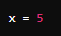 x = 5